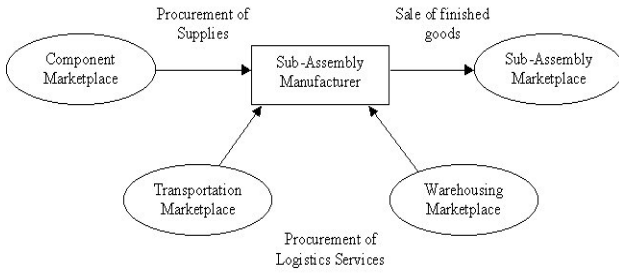 Procurement of
Supplies
Sale of finished
goods
Component
Marketplace
Sub-Assembly
Manufacturer
Sub-Assembly
Marketplace
Transportation
Marketplace
Warehousing
Marketplace
Procurement of
Logistics Services